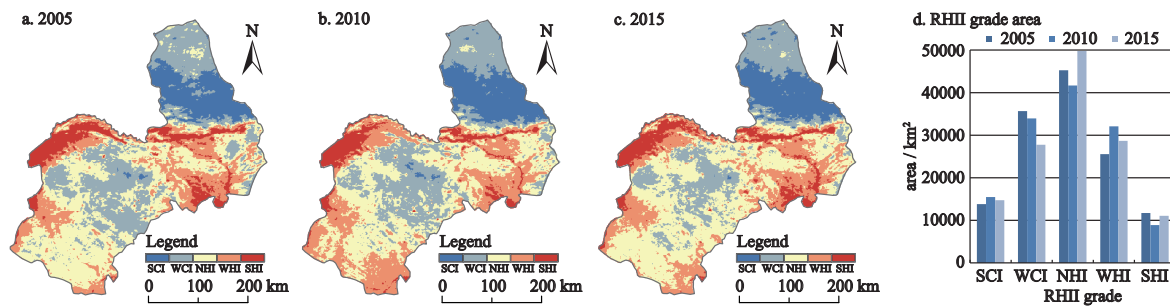 a. 2005
N
Legend
SCI WCI NHI WHI SHI
0 100 200 km
b. 2010
N
Legend
SCI WCI NHI WHI SHI
0 100 200 km
c. 2015
N
Legend
SCI WCI NHI WHI SHI
0 100 200 km
d. RHII grade area
2005 2010 2015
area / km²
50000
40000
30000
20000
10000
0
SCI WCI NHI WHI SHI
RHII grade